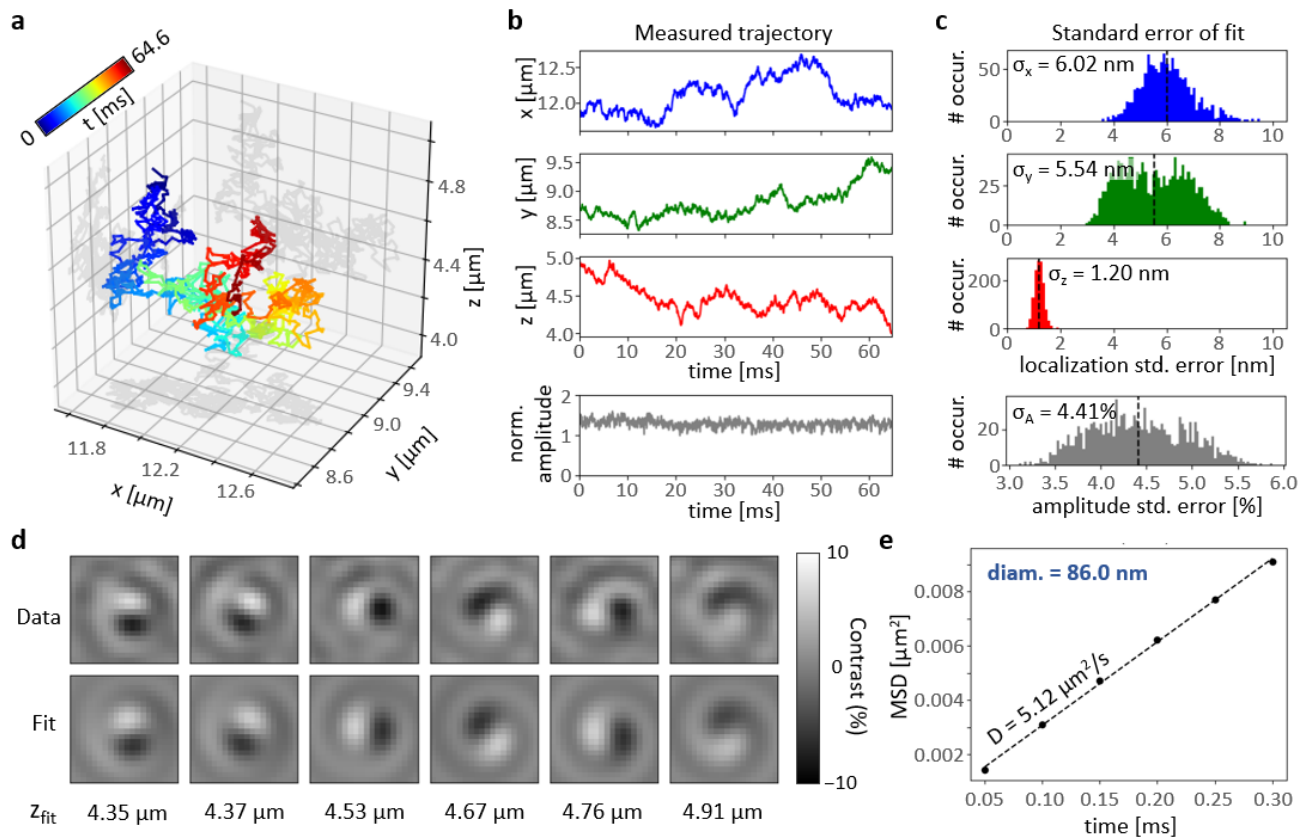 a
0 64.6
t [ms]
4.8
4.4
4.0
z [µm]
11.8
12.2
12.6
x [µm]
8.6
9.0
9.4
y [µm]
b
Measured trajectory
x [µm]
12.5
12.0
0 10 20 30 40 50 60
y [µm]
9.5
9.0
8.5
z [µm]
5.0
4.5
4.0
0 10 20 30 40 50 60
time [ms]
norm.
amplitude
2
1
0
0 10 20 30 40 50 60
time [ms]
c
Standard error of fit
# occur.
50
0
σx = 6.02 nm
0 2 4 6 8 10
# occur.
25
0
σy = 5.54 nm
0 2 4 6 8 10
# occur.
200
0
σz = 1.20 nm
0 2 4 6 8 10
localization std. error [nm]
# occur.
20
0
σA = 4.41%
3.0 3.5 4.0 4.5 5.0 5.5 6.0
amplitude std. error [%]
d
Data
Fit
zfit 4.35 µm 4.37 µm 4.53 µm 4.67 µm 4.76 µm 4.91 µm
10
0
−10
Contrast (%)
e
diam. = 86.0 nm
D = 5.12 µm²/s
MSD [µm²]
0.008
0.006
0.004
0.002
0.05 0.10 0.15 0.20 0.25 0.30
time [ms]